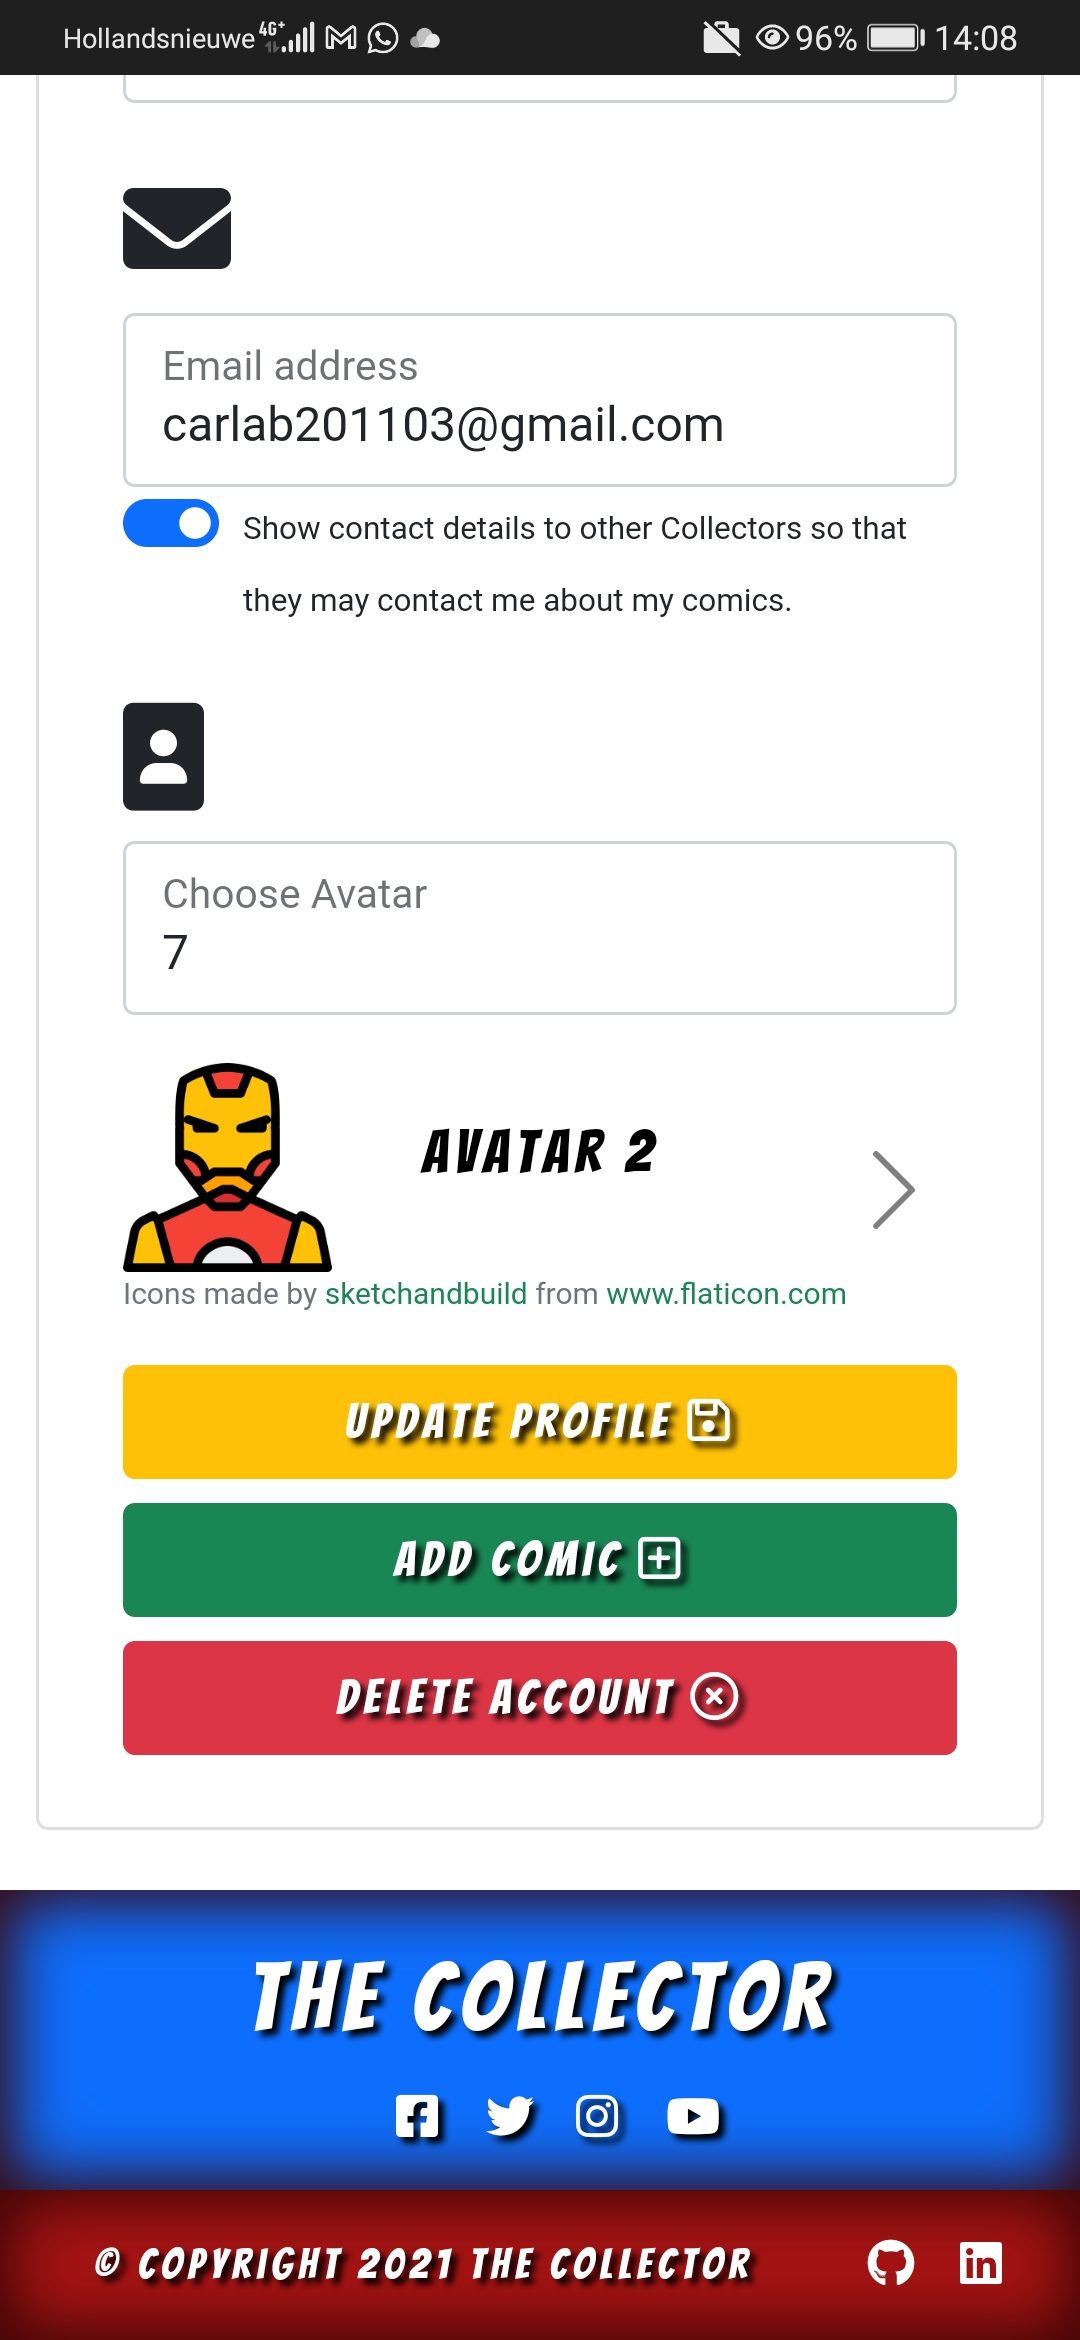 Hollandsnieuwe 4G+ 96% 14:08
Email address
carlab201103@gmail.com
Show contact details to other Collectors so that
they may contact me about my comics.
Choose Avatar
7
AVATAR 2
Icons made by sketchandbuild from www.flaticon.com
UPDATE PROFILE
ADD COMIC
DELETE ACCOUNT
THE COLLECTOR
© COPYRIGHT 2021 THE COLLECTOR